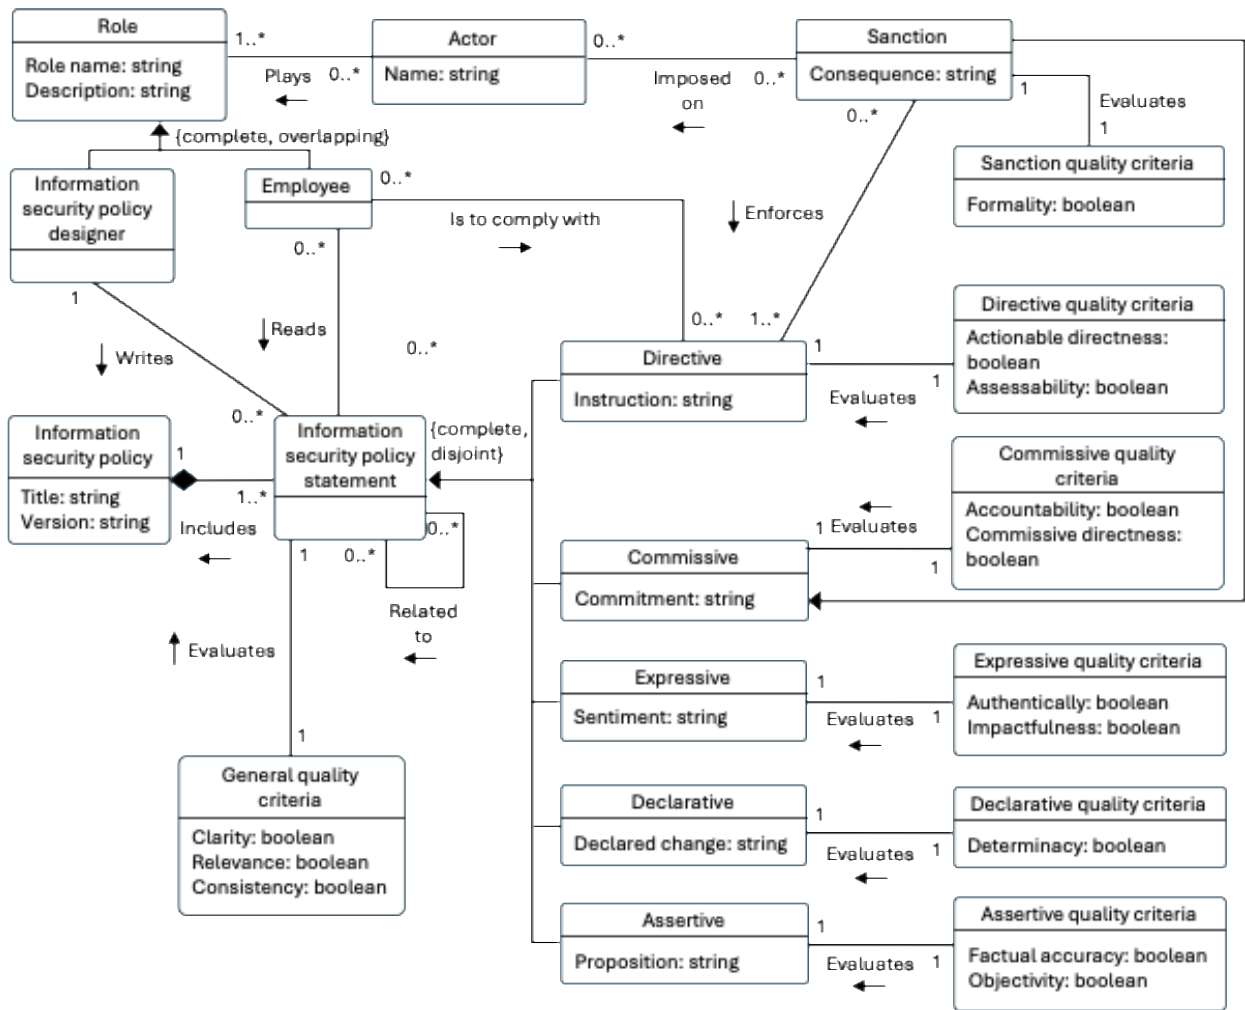 Role
Role name: string
Description: string
1..*
Plays
0..*
Actor
Name: string
0..*
Imposed
on
0..*
Sanction
Consequence: string
1
Evaluates
1
0..*
{complete, overlapping}
Sanction quality criteria
Formality: boolean
Information
security policy
designer
Employee
0..*
Is to comply with
Enforces
0..*
1
Reads
Writes
0..*
0..*
1..*
0..*
Directive
Instruction: string
1
Evaluates
1
Directive quality criteria
Actionable directness:
boolean
Assessability: boolean
0..*
Information
security policy
Title: string
Version: string
1
1..*
Includes
Information
security policy
statement
{complete,
disjoint}
0..*
0..*
1
Related
to
Commissive quality
criteria
Accountability: boolean
Commissive directness:
boolean
1
Evaluates
1
Commissive
Commitment: string
Evaluates
1
General quality
criteria
Clarity: boolean
Relevance: boolean
Consistency: boolean
Expressive
Sentiment: string
1
Evaluates
1
Expressive quality criteria
Authentically: boolean
Impactfulness: boolean
Declarative
Declared change: string
1
Evaluates
1
Declarative quality criteria
Determinacy: boolean
Assertive
Proposition: string
1
Evaluates
1
Assertive quality criteria
Factual accuracy: boolean
Objectivity: boolean